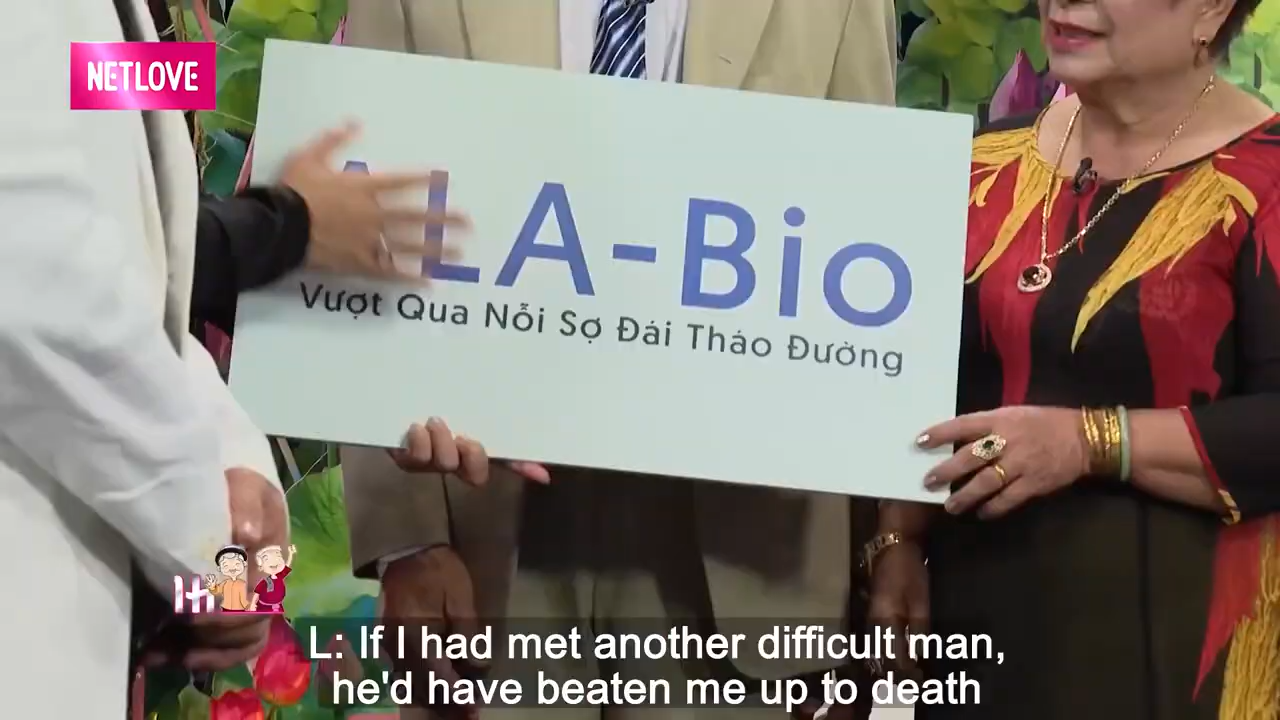 NETLOVE
ALA-Bio
Vượt Qua Nỗi Sợ Đái Tháo Đường
L: If I had met another difficult man,
he'd have beaten me up to death